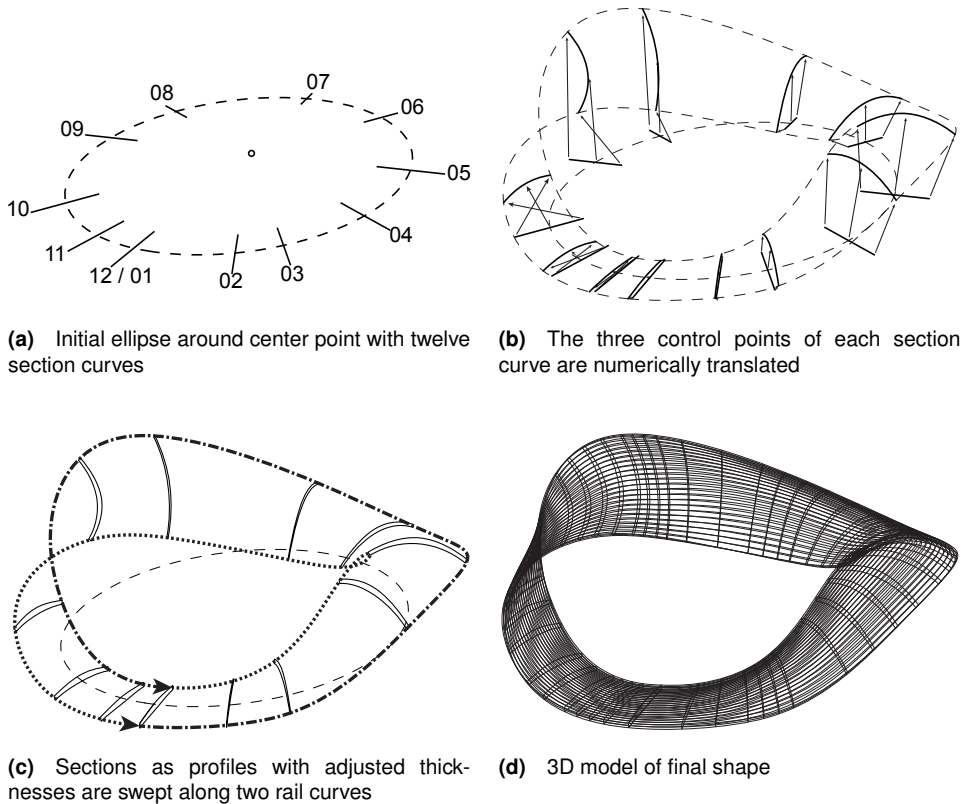 07
08
06
09
05
10
04
11
12 / 01
02
03
(a) Initial ellipse around center point with twelve
section curves
(b) The three control points of each section
curve are numerically translated
(c) Sections as profiles with adjusted thick-
nesses are swept along two rail curves
(d) 3D model of final shape